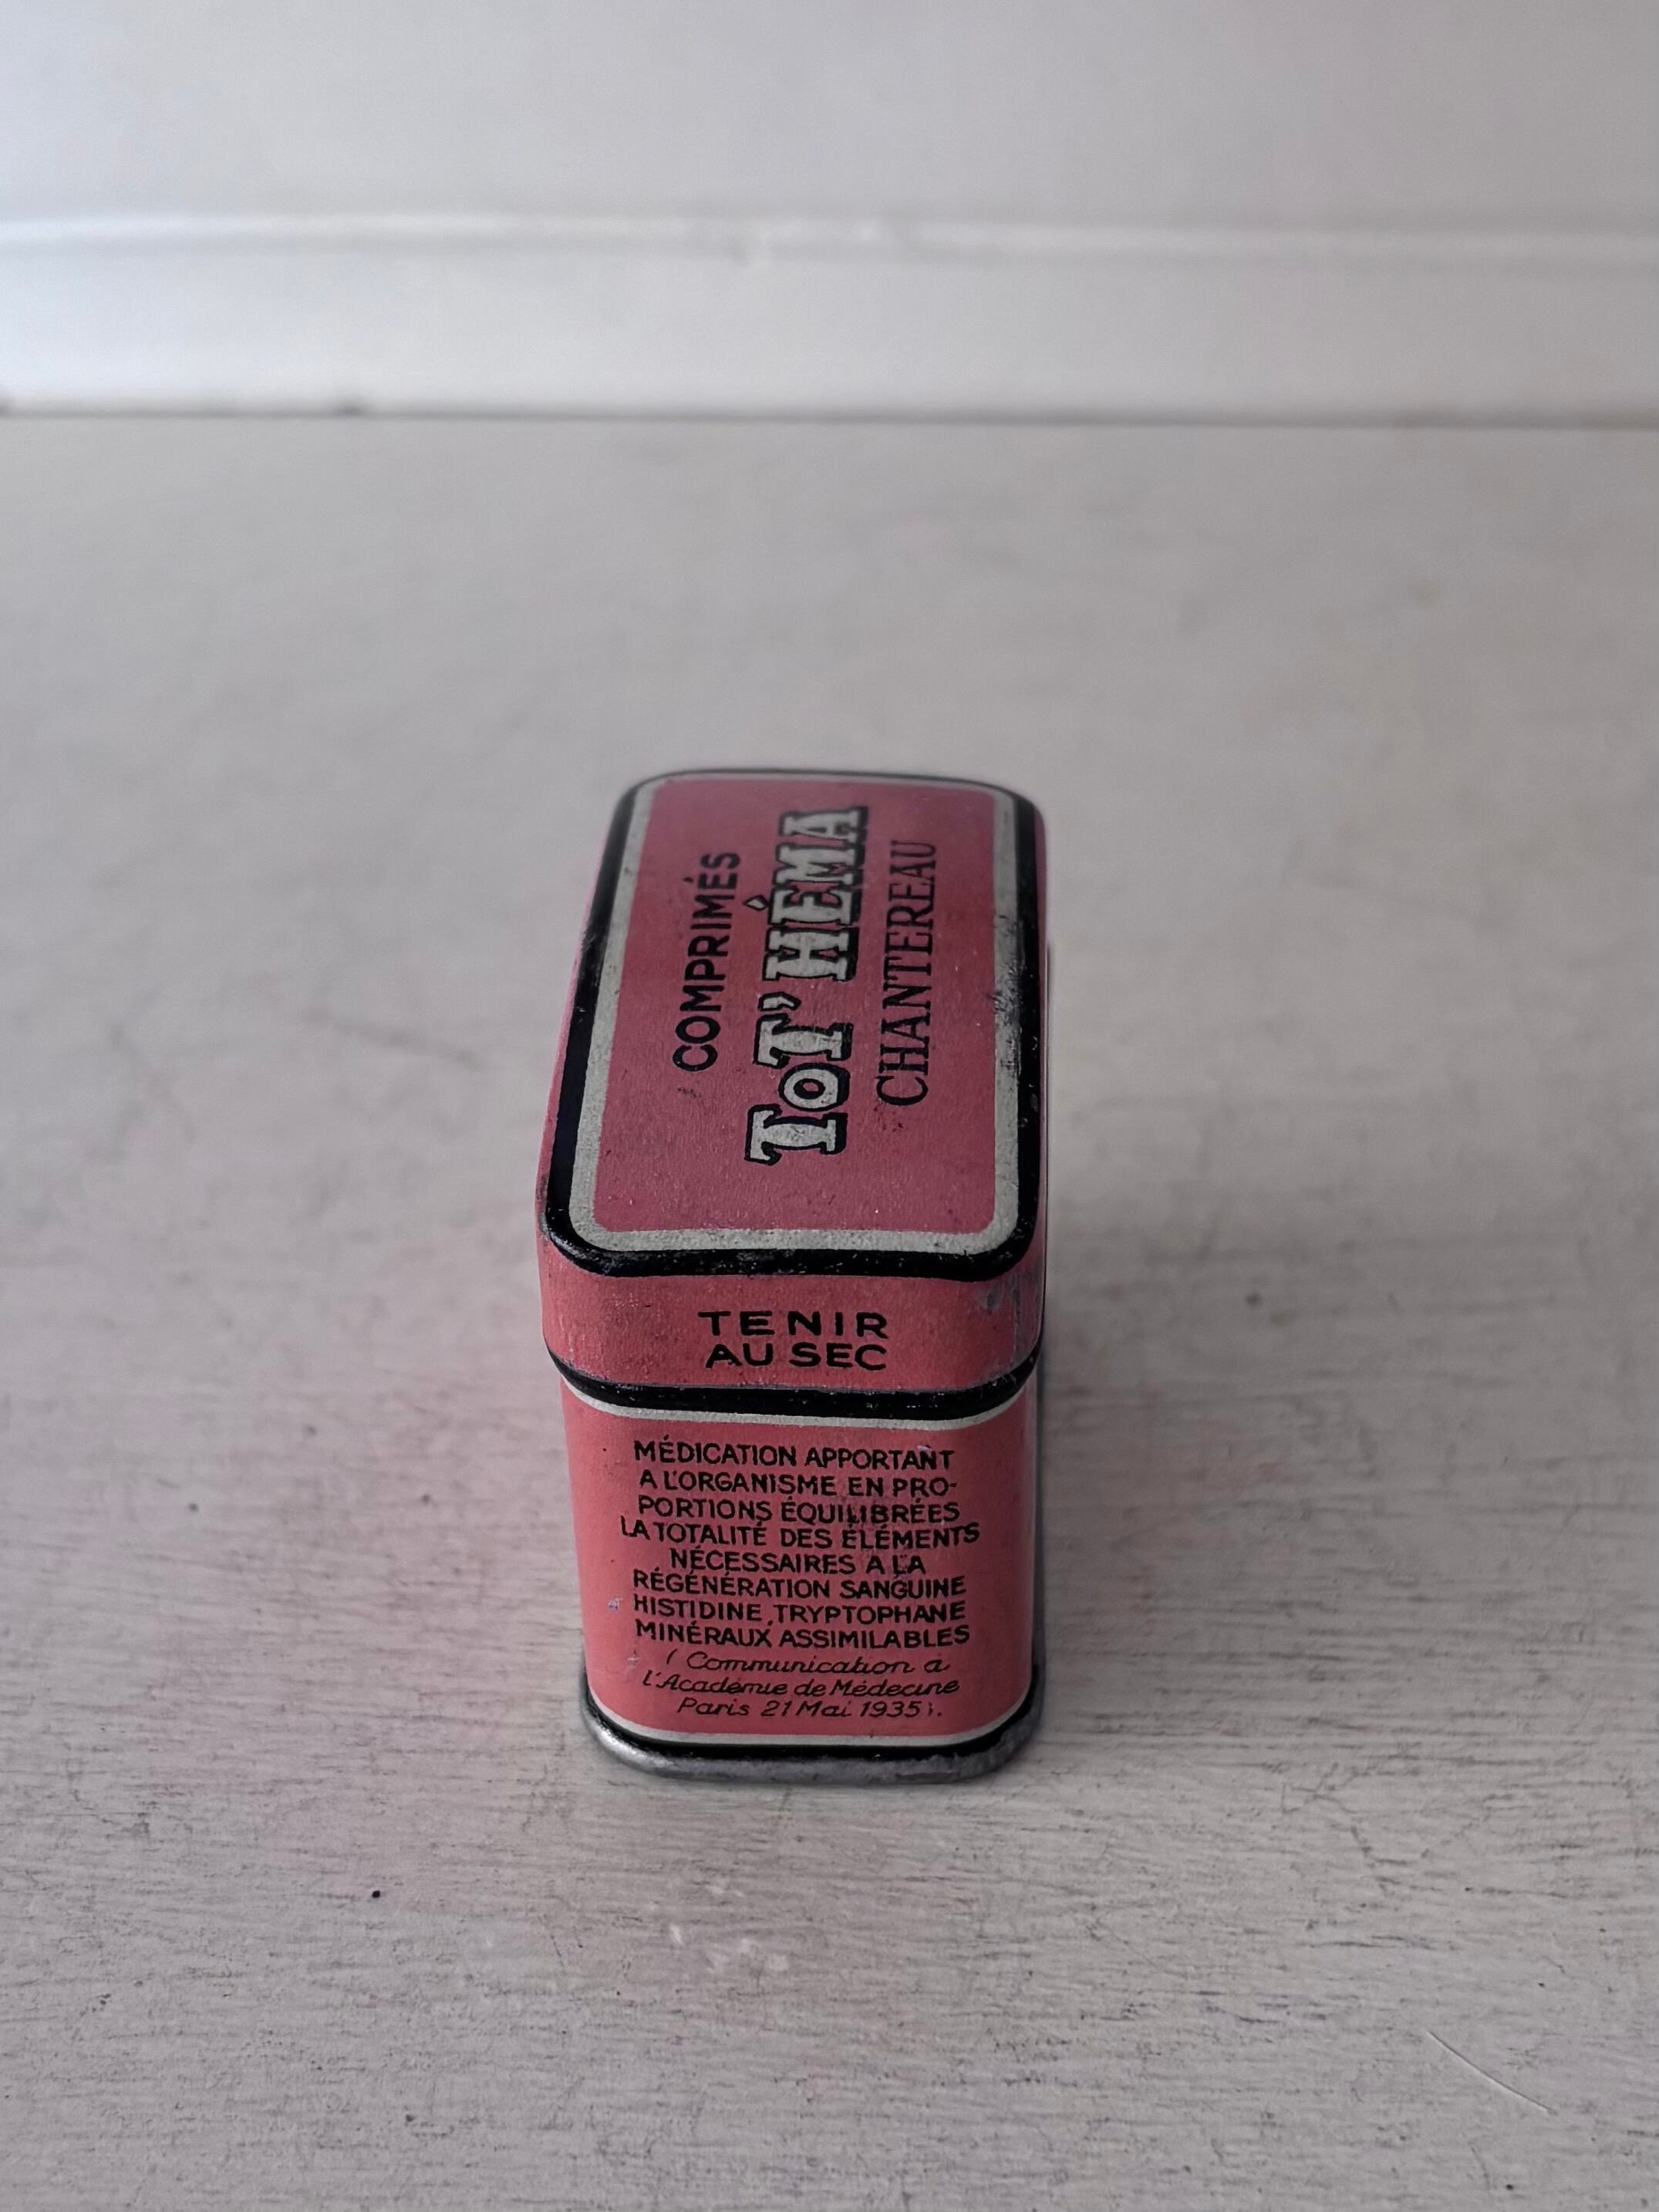 COMPRIMÉS
ToT'HÉMA
CHANTEREAU
TENIR
AU SEC
MÉDICATION APPORTANT
A L'ORGANISME EN PRO-
PORTIONS ÉQUILIBRÉES
LA TOTALITÉ DES ÉLÉMENTS
NÉCESSAIRES A LA
RÉGÉNÉRATION SANGUINE
HISTIDINE, TRYPTOPHANE
MINÉRAUX ASSIMILABLES
( Communication à
l'Académie de Médecine
Paris 21 Mai 1935).